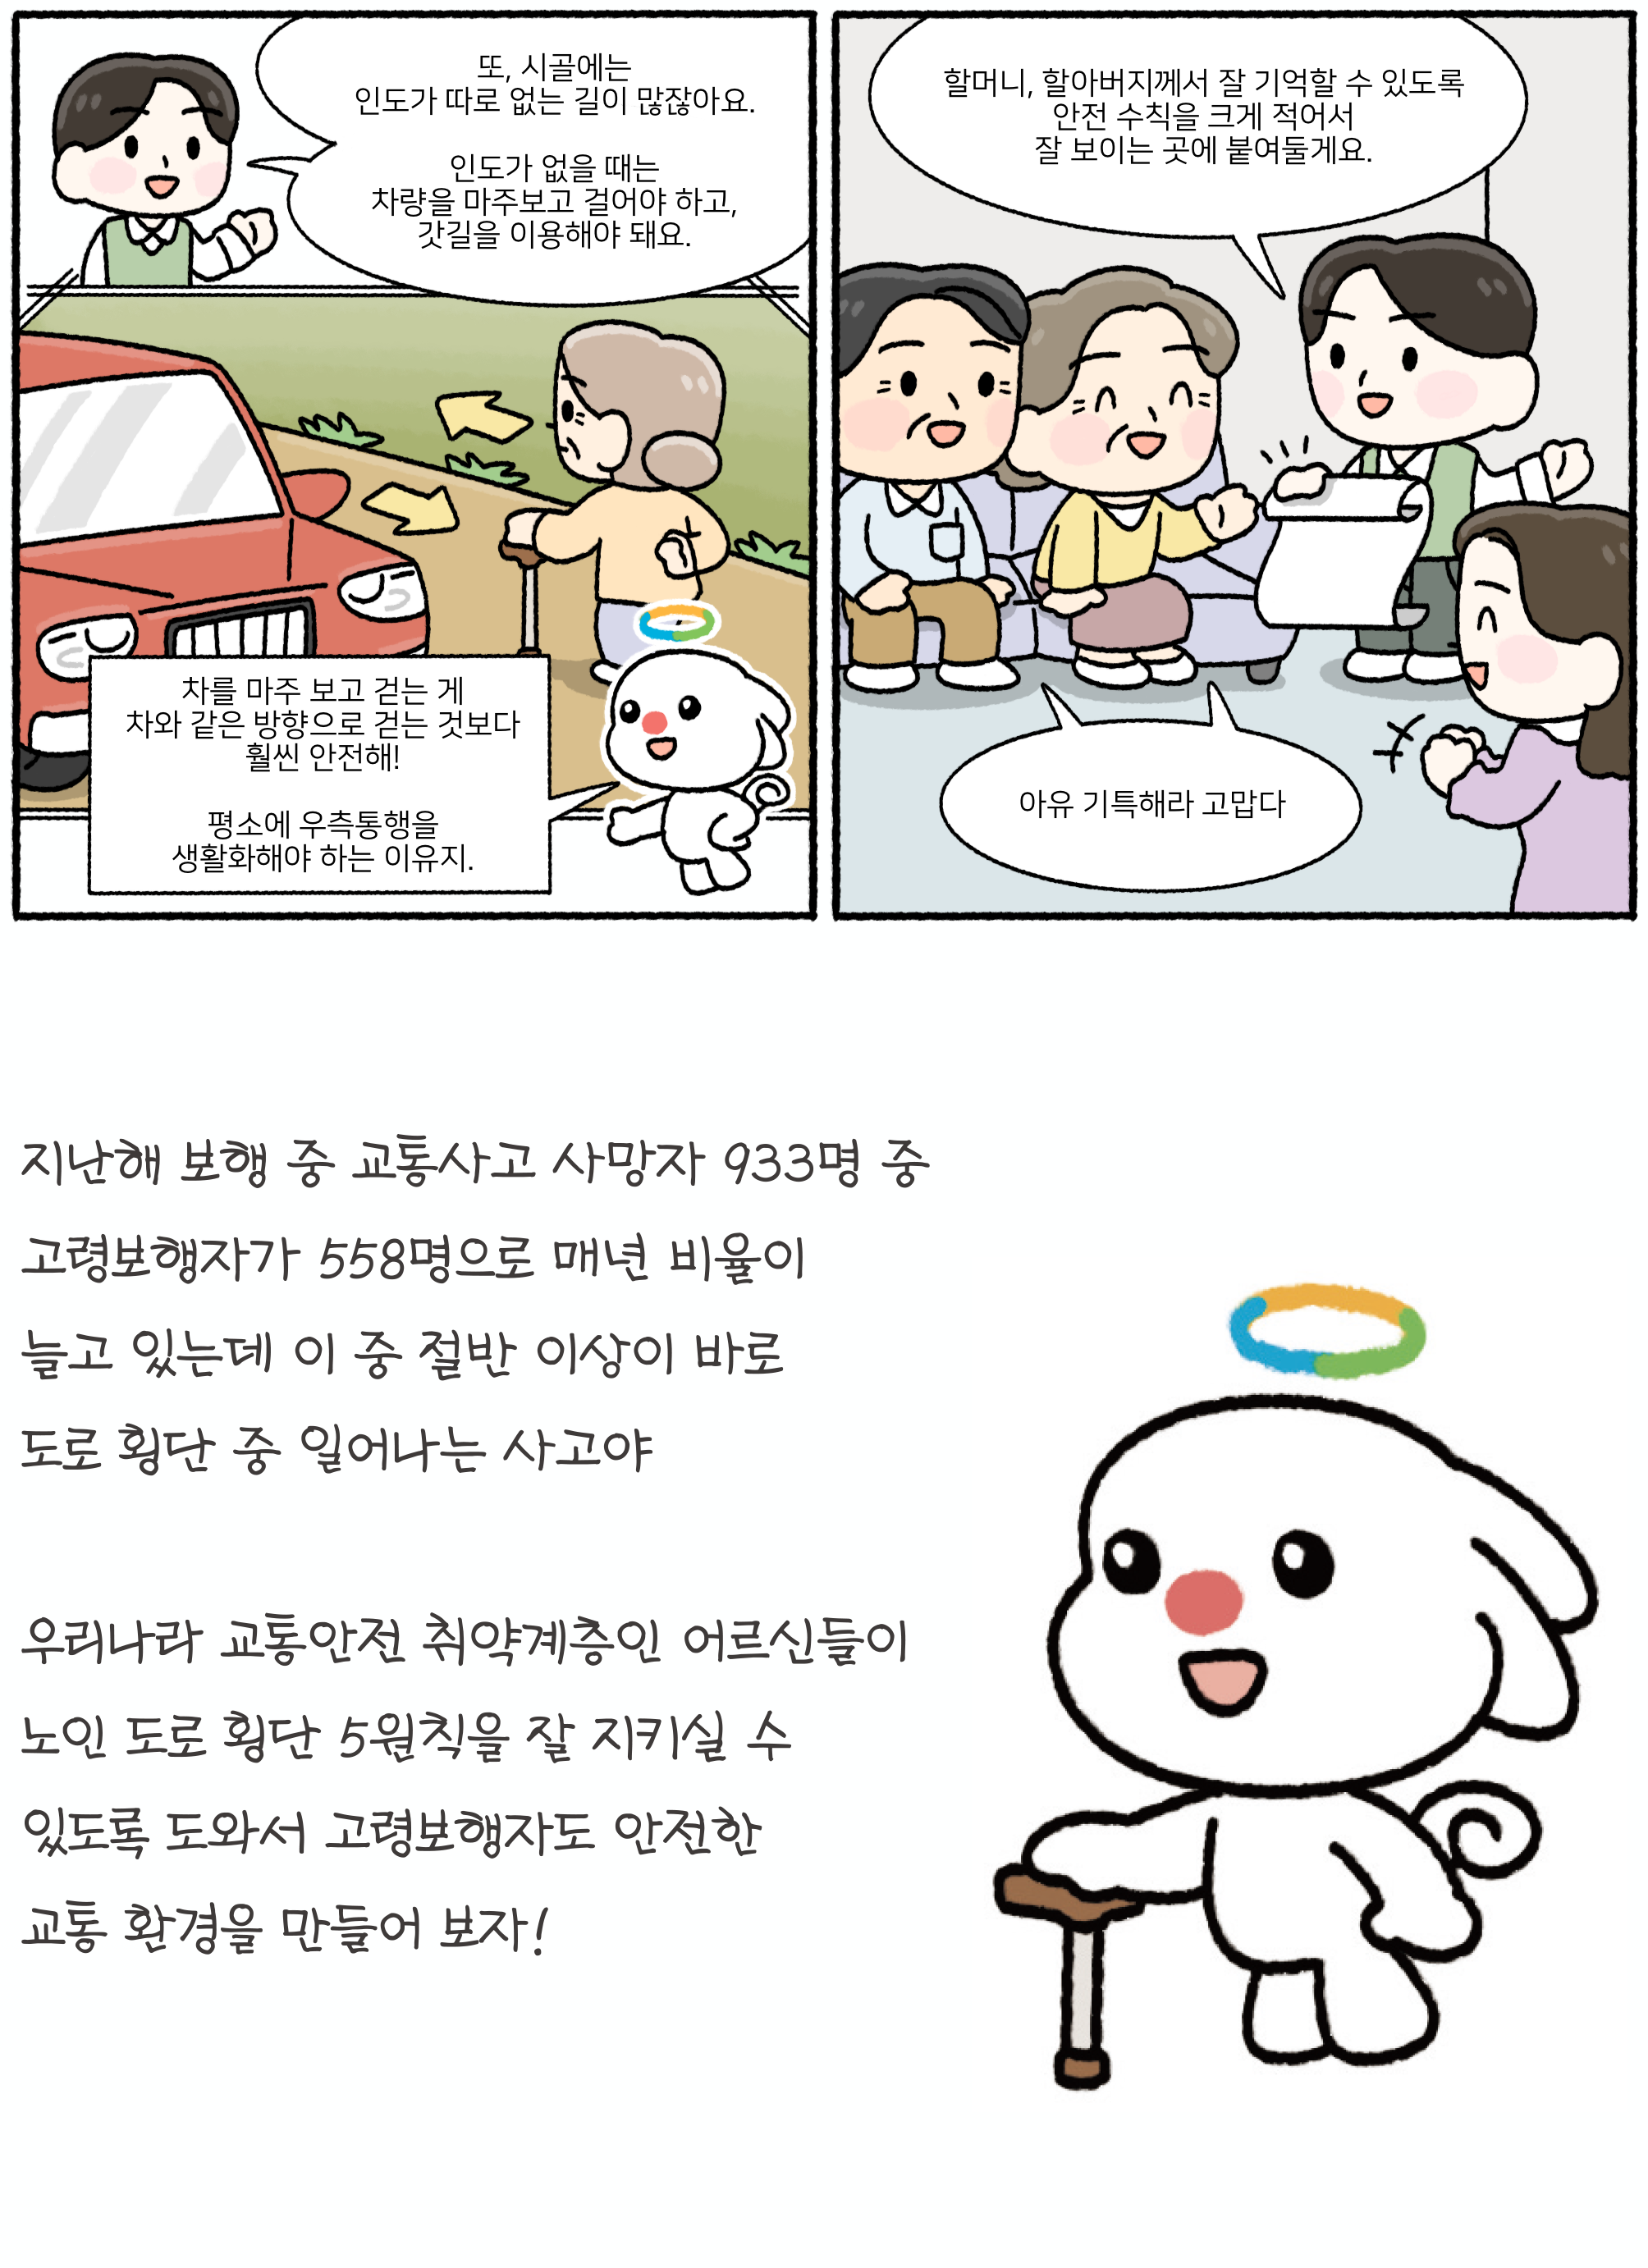 또, 시골에는
인도가 따로 없는 길이 많잖아요.
인도가 없을 때는
차량을 마주보고 걸어야 하고,
갓길을 이용해야 돼요.
차를 마주 보고 걷는 게
차와 같은 방향으로 걷는 것보다
훨씬 안전해!
평소에 우측통행을
생활화해야 하는 이유지.
할머니, 할아버지께서 잘 기억할 수 있도록
안전 수칙을 크게 적어서
잘 보이는 곳에 붙여둘게요.
아유 기특해라 고맙다
지난해 보행 중 교통사고 사망자 933명 중
고령보행자가 558명으로 매년 비율이
늘고 있는데 이 중 절반 이상이 바로
도로 횡단 중 일어나는 사고야
우리나라 교통안전 취약계층인 어르신들이
노인 도로 횡단 5원칙을 잘 지키실 수
있도록 도와서 고령보행자도 안전한
교통 환경을 만들어 보자!